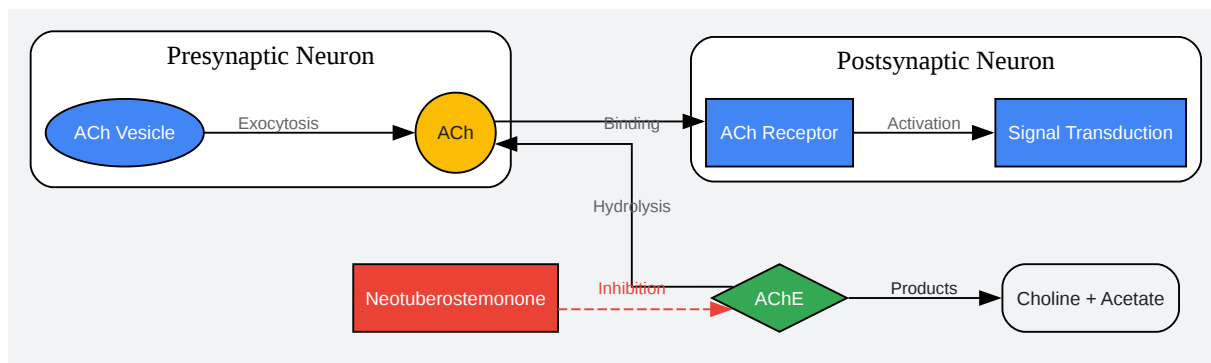 Presynaptic Neuron
Postsynaptic Neuron
ACh Vesicle
Exocytosis
ACh
Binding
ACh Receptor
Activation
Signal Transduction
Hydrolysis
Neotuberostemonone
Inhibition
AChE
Products
Choline + Acetate